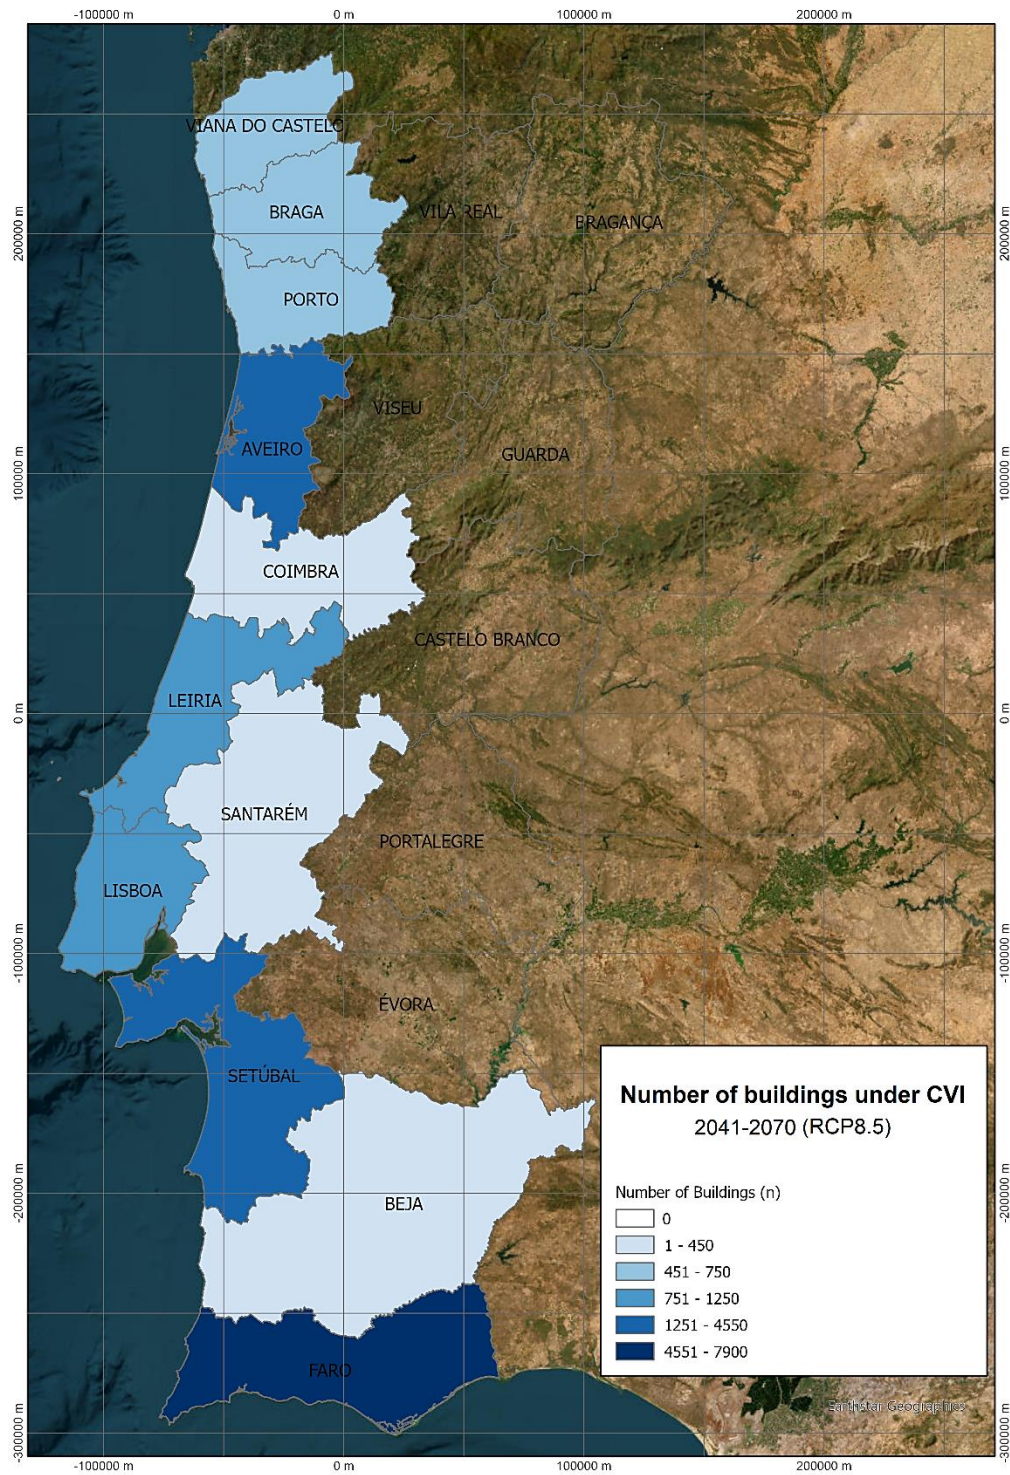 -100000 m
0 m
100000 m
200000 m
VIANA DO CASTELO
BRAGA
VILA REAL
BRAGANÇA
200000 m
200000 m
PORTO
VISEU
AVEIRO
GUARDA
100000 m
100000 m
COIMBRA
CASTELO BRANCO
LEIRIA
0 m
0 m
SANTARÉM
PORTALEGRE
LISBOA
-100000 m
-100000 m
ÉVORA
SETÚBAL
BEJA
-200000 m
-200000 m
FARO
-300000 m
-300000 m
Number of buildings under CVI
2041-2070 (RCP8.5)
Number of Buildings (n)
0
1 - 450
451 - 750
751 - 1250
1251 - 4550
4551 - 7900
Earthstar Geographics
-100000 m
0 m
100000 m
200000 m